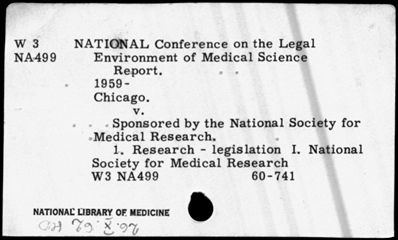 W 3 NATIONAL Conference on the Legal
NA499 Environment of Medical Science
Report.
1959-
Chicago.
v.
Sponsored by the National Society for
Medical Research.
1. Research - legislation I. National
Society for Medical Research
W3 NA499 60-741
NATIONAL LIBRARY OF MEDICINE